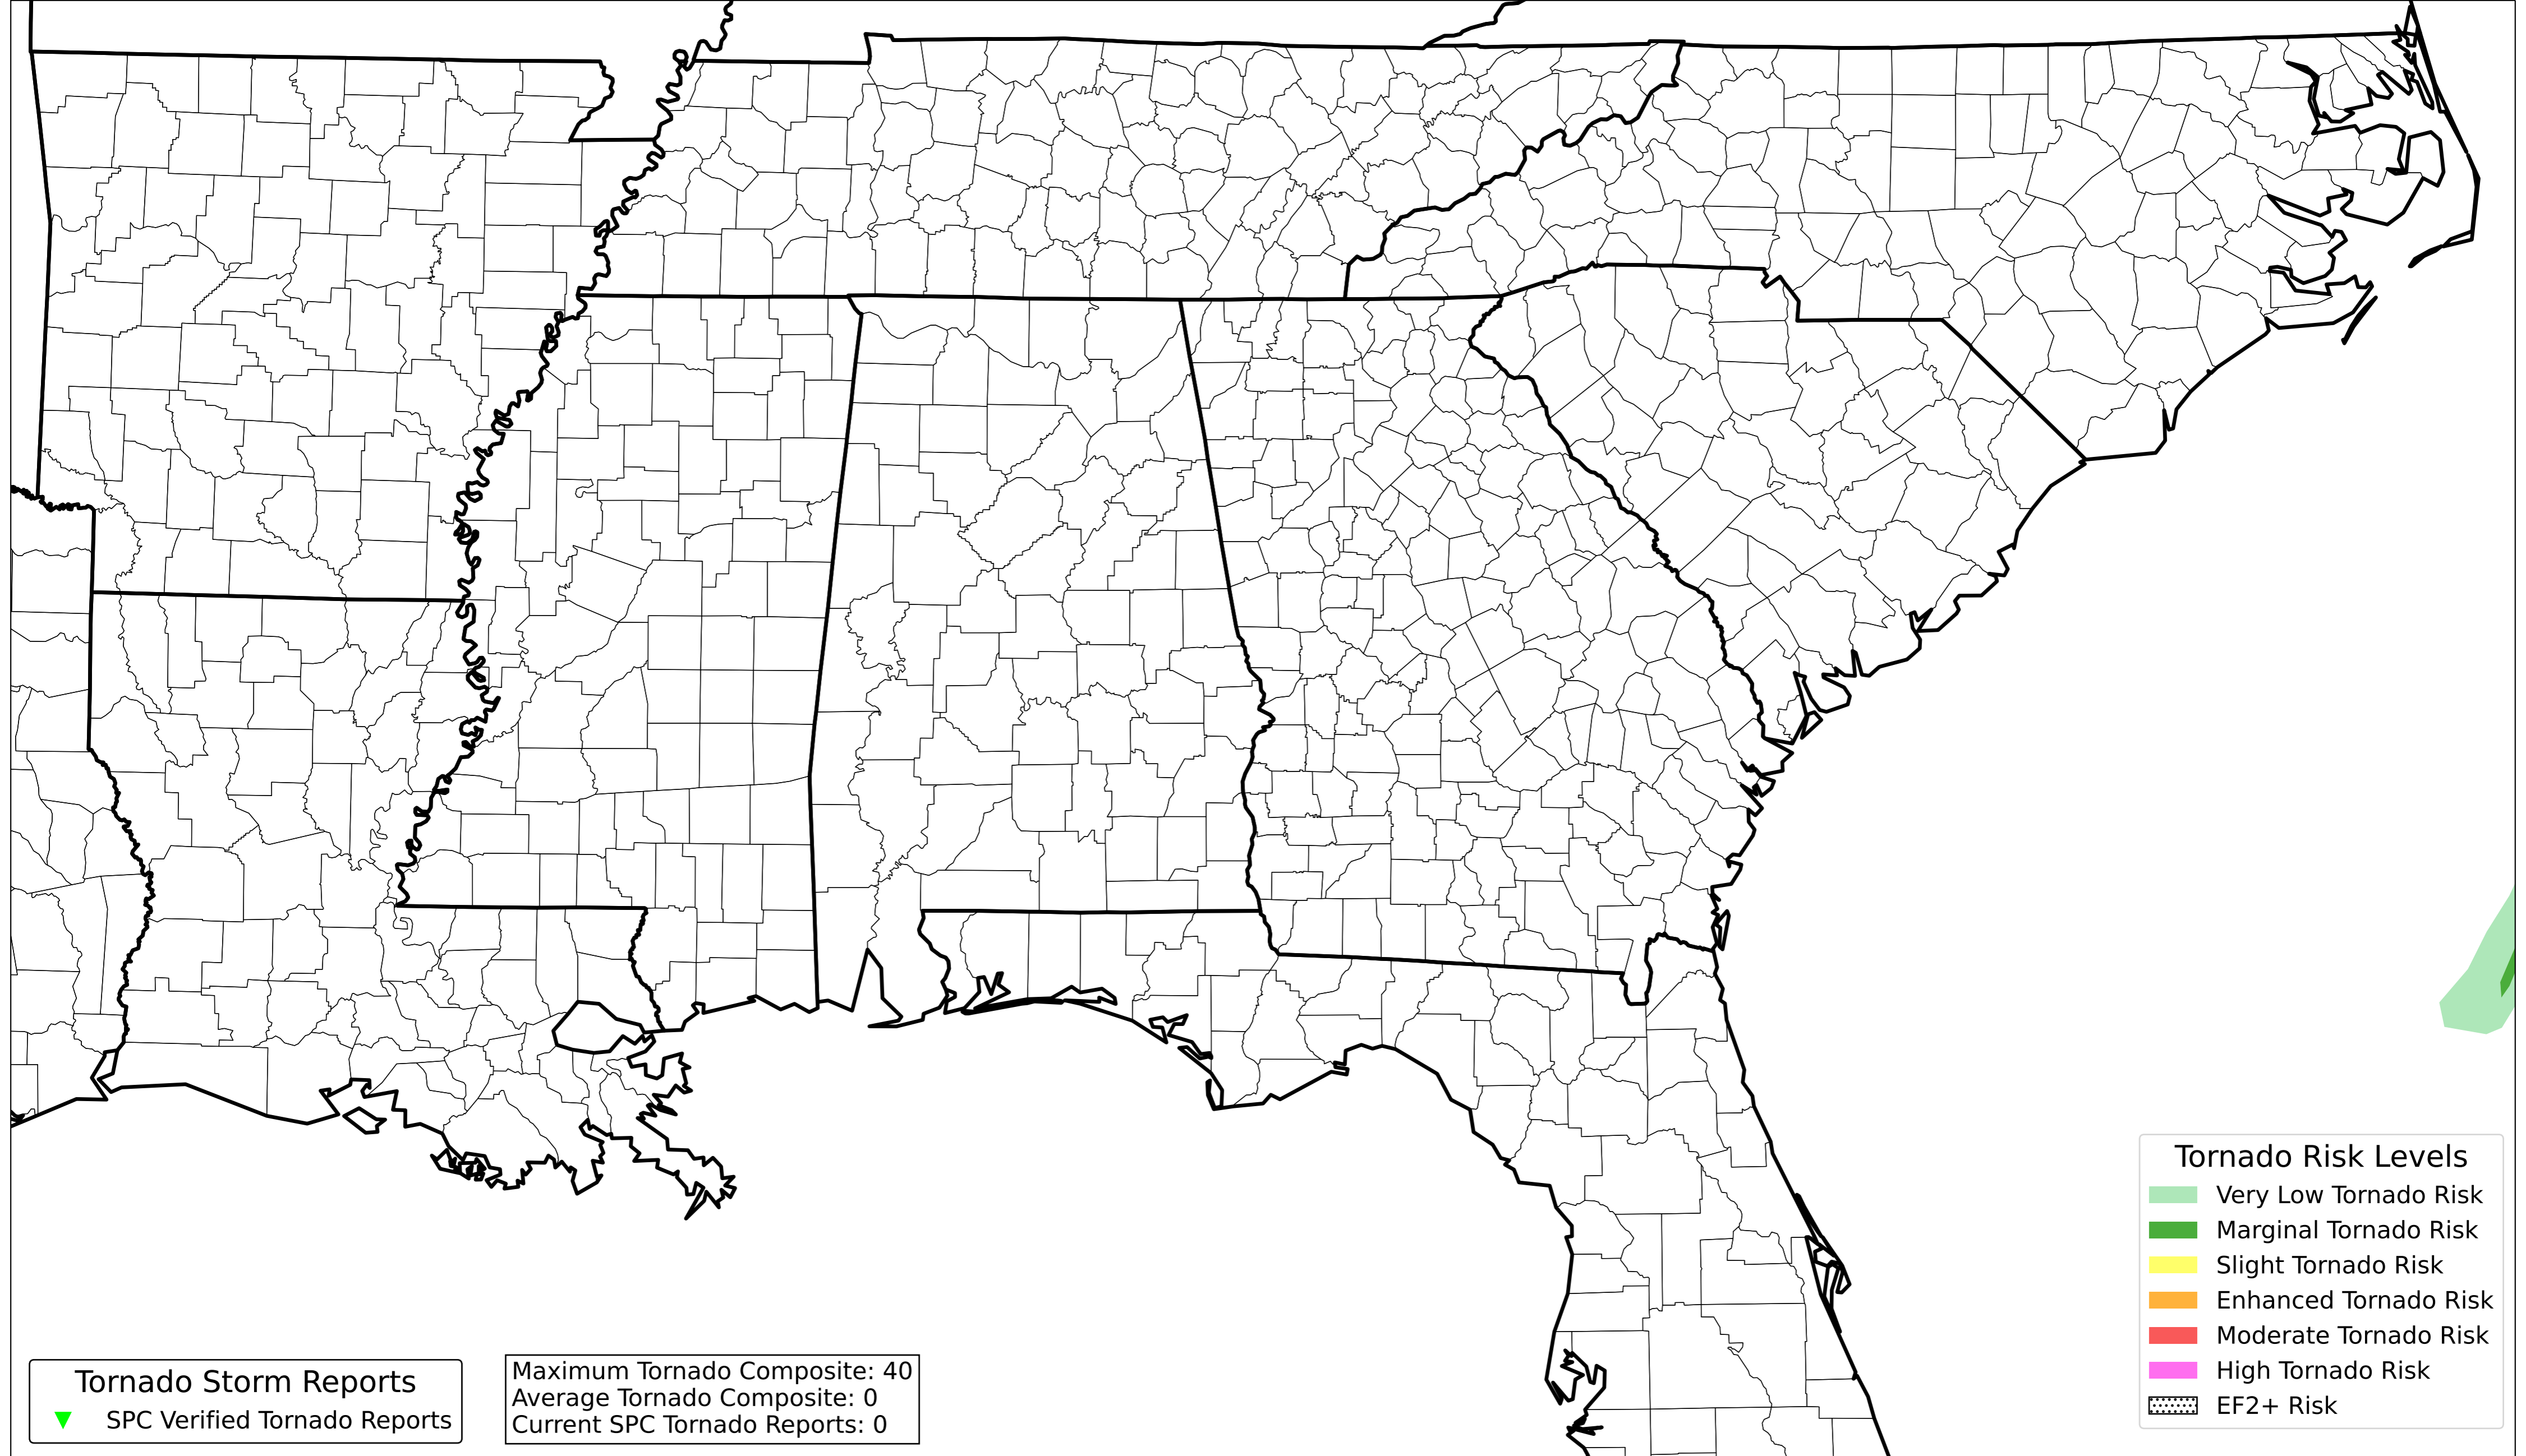 Tornado Risk Levels
Very Low Tornado Risk
Marginal Tornado Risk
Slight Tornado Risk
Enhanced Tornado Risk
Moderate Tornado Risk
High Tornado Risk
EF2+ Risk
Tornado Storm Reports
SPC Verified Tornado Reports
Maximum Tornado Composite: 40
Average Tornado Composite: 0
Current SPC Tornado Reports: 0